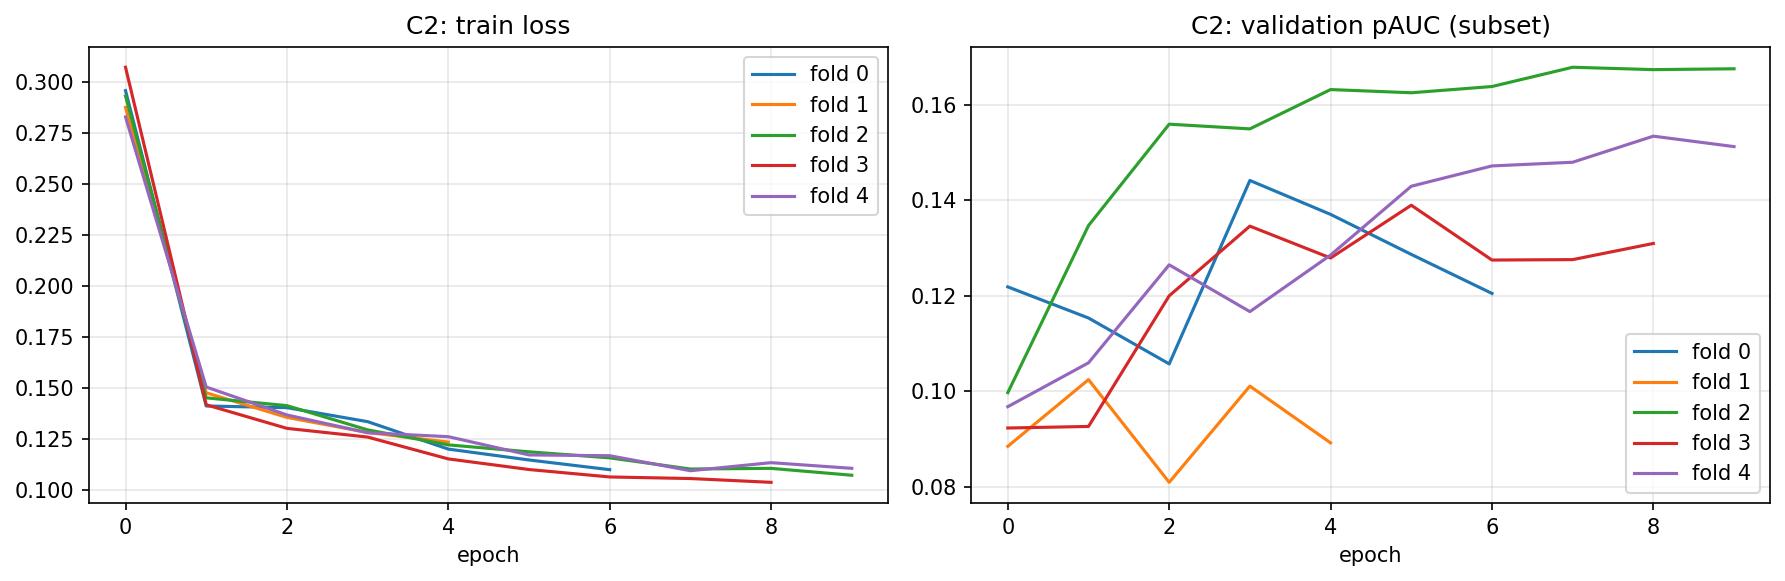 C2: train loss
0.300
0.275
0.250
0.225
0.200
0.175
0.150
0.125
0.100
0
2
4
6
8
epoch
fold 0
fold 1
fold 2
fold 3
fold 4
C2: validation pAUC (subset)
0.16
0.14
0.12
0.10
0.08
0
2
4
6
8
epoch
fold 0
fold 1
fold 2
fold 3
fold 4